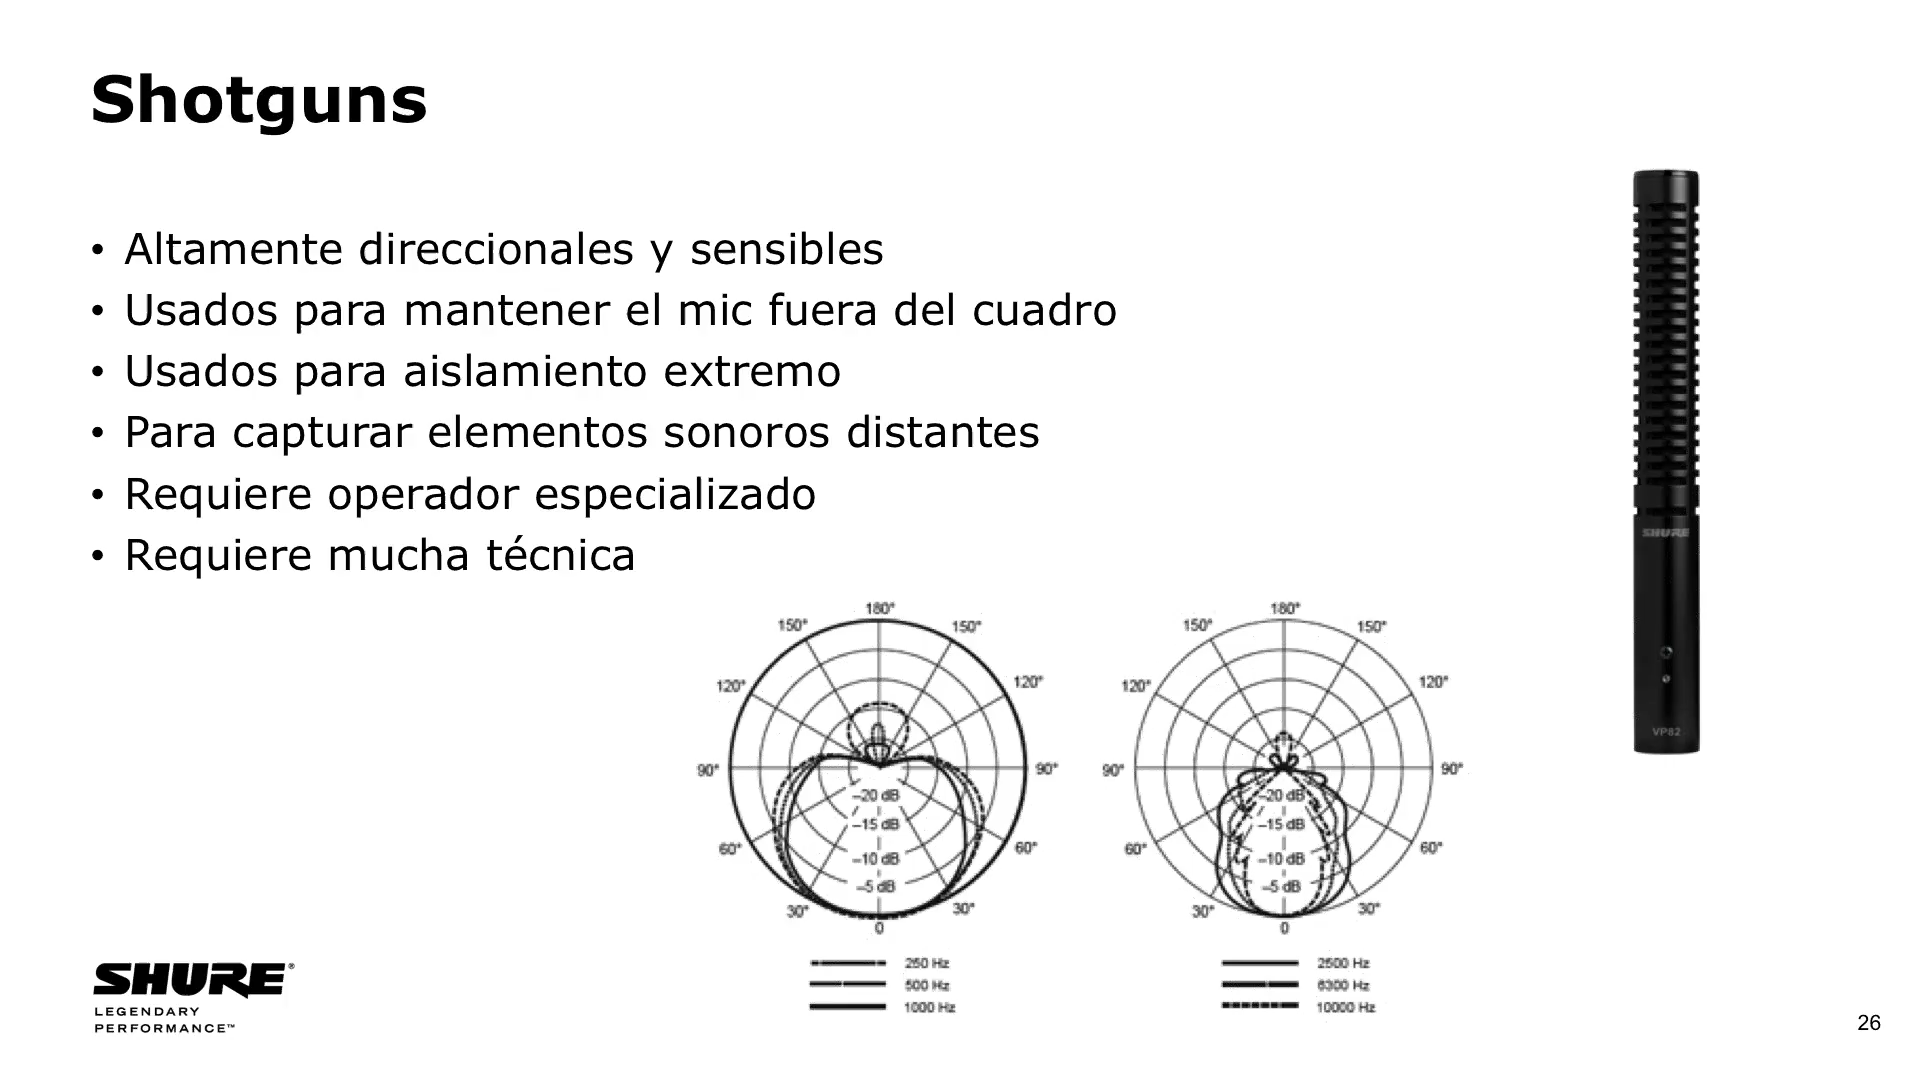 Shotguns
• Altamente direccionales y sensibles
• Usados para mantener el mic fuera del cuadro
• Usados para aislamiento extremo
• Para capturar elementos sonoros distantes
• Requiere operador especializado
• Requiere mucha técnica
SHURE
VP82
180°
150°
150°
120°
120°
90°
90°
–20 dB
–15 dB
60°
60°
–10 dB
–5 dB
30°
30°
0
250 Hz
500 Hz
1000 Hz
180°
150°
150°
120°
120°
90°
90°
–20 dB
–15 dB
60°
60°
–10 dB
–5 dB
30°
30°
0
2500 Hz
6300 Hz
10000 Hz
SHURE®
LEGENDARY
PERFORMANCE™
26